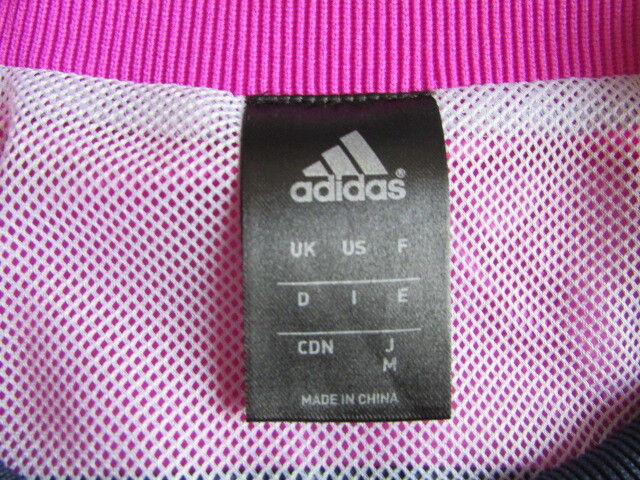 adidas®
UK US F
D I E
CDN J
M
MADE IN CHINA